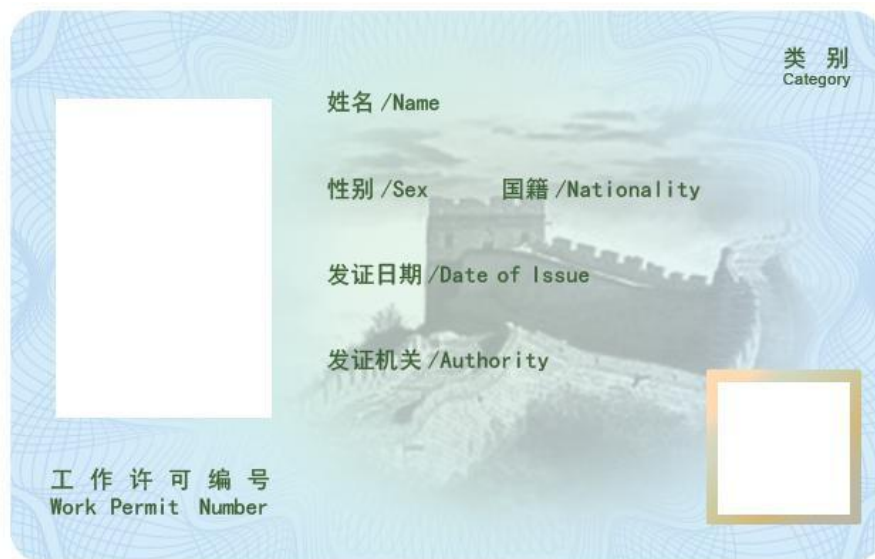 类 别
Category
姓名 /Name
性别 /Sex 国籍 /Nationality
发证日期 /Date of Issue
发证机关 /Authority
工 作 许 可 编 号
Work Permit Number